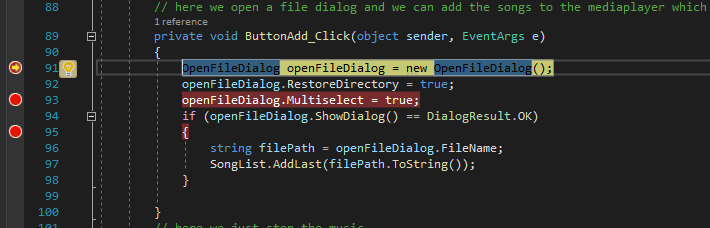 88 // here we open a file dialog and we can add the songs to the mediaplayer which
1 reference
89 private void ButtonAdd_Click(object sender, EventArgs e)
90 {
91 OpenFileDialog openFileDialog = new OpenFileDialog();
92 openFileDialog.RestoreDirectory = true;
93 openFileDialog.Multiselect = true;
94 if (openFileDialog.ShowDialog() == DialogResult.OK)
95 {
96 string filePath = openFileDialog.FileName;
97 SongList.AddLast(filePath.ToString());
98 }
99
100 }
101 // here we just stop the music